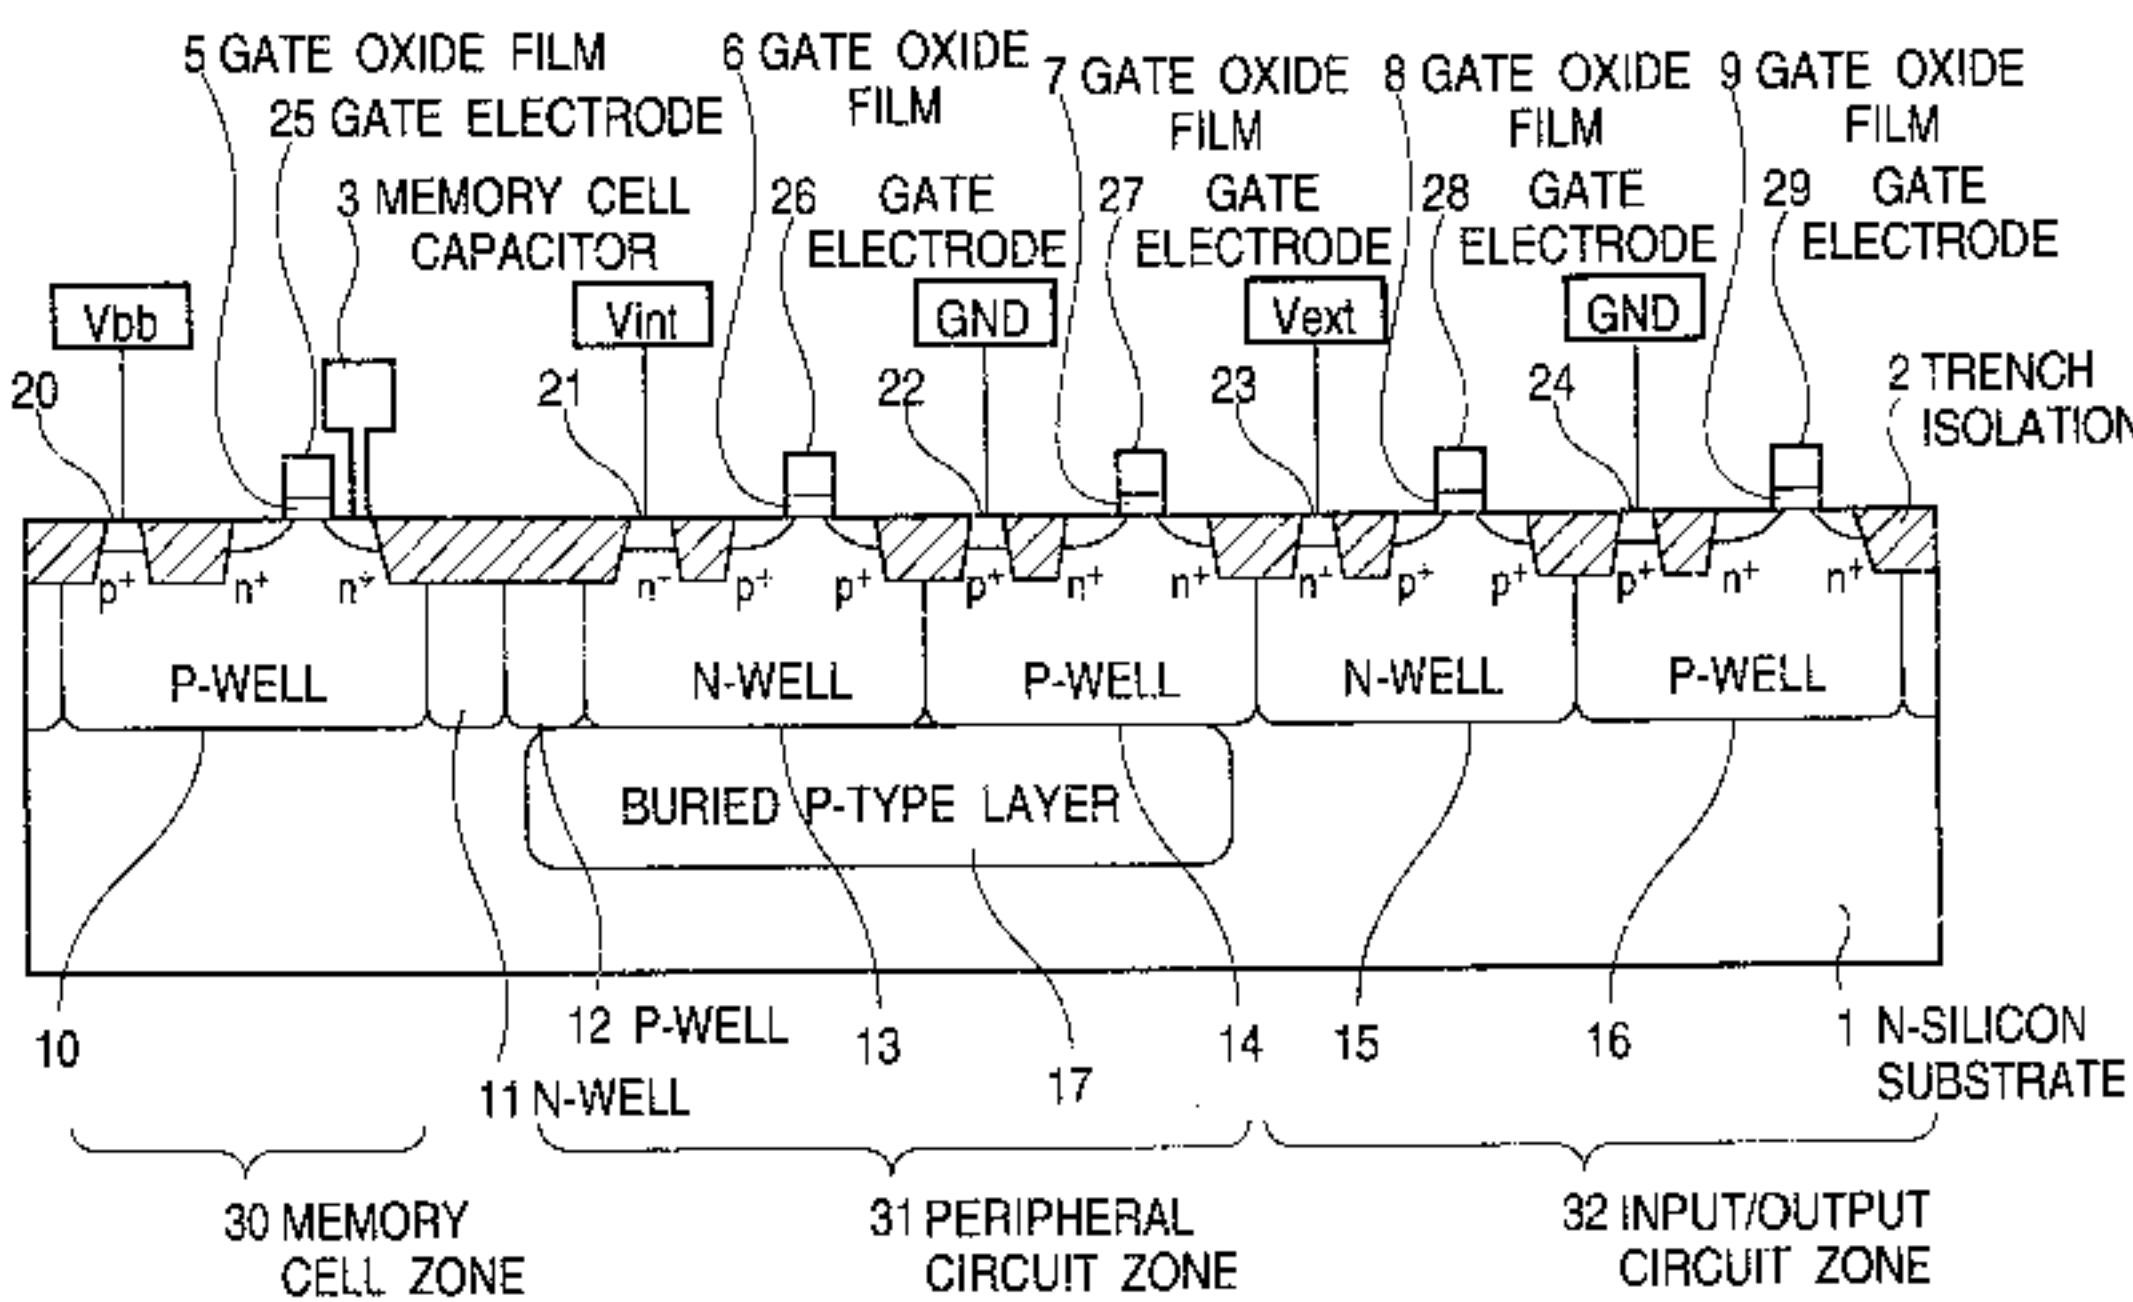 5 GATE OXIDE FILM
25 GATE ELECTRODE
3 MEMORY CELL
CAPACITOR
6 GATE OXIDE
FILM
26 GATE
ELECTRODE
7 GATE OXIDE
FILM
27 GATE
ELECTRODE
8 GATE OXIDE
FILM
28 GATE
ELECTRODE
9 GATE OXIDE
FILM
29 GATE
ELECTRODE
Vbb
Vint
GND
Vext
GND
20
21
22
23
24
2 TRENCH
ISOLATION
p+ n+ n+ n+ p+ p+ p+ n+ n+ n+ p+ p+ p+ n+ n+
P-WELL N-WELL P-WELL N-WELL P-WELL
BURIED P-TYPE LAYER
10
11 N-WELL
12 P-WELL
13
17
14
15
16
1 N-SILICON
SUBSTRATE
30 MEMORY
CELL ZONE
31 PERIPHERAL
CIRCUIT ZONE
32 INPUT/OUTPUT
CIRCUIT ZONE